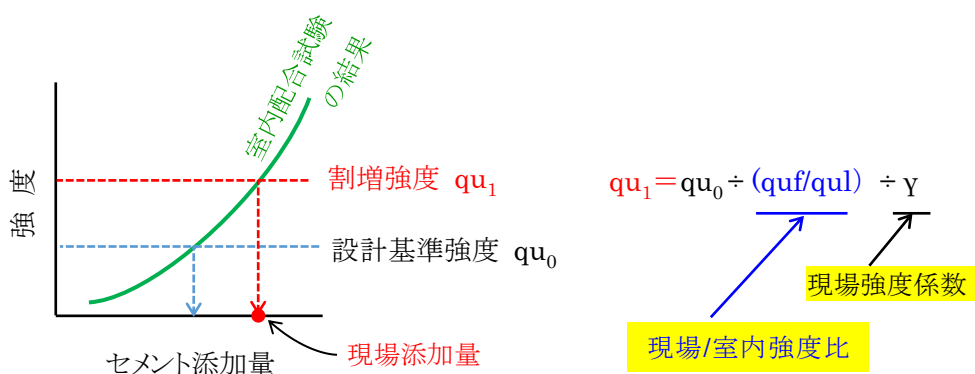 室内配合試験
の結果
強度
割増強度 qu1
設計基準強度 qu0
セメント添加量
現場添加量
qu1=qu0÷(quf/qul) ÷γ
現場強度係数
現場/室内強度比